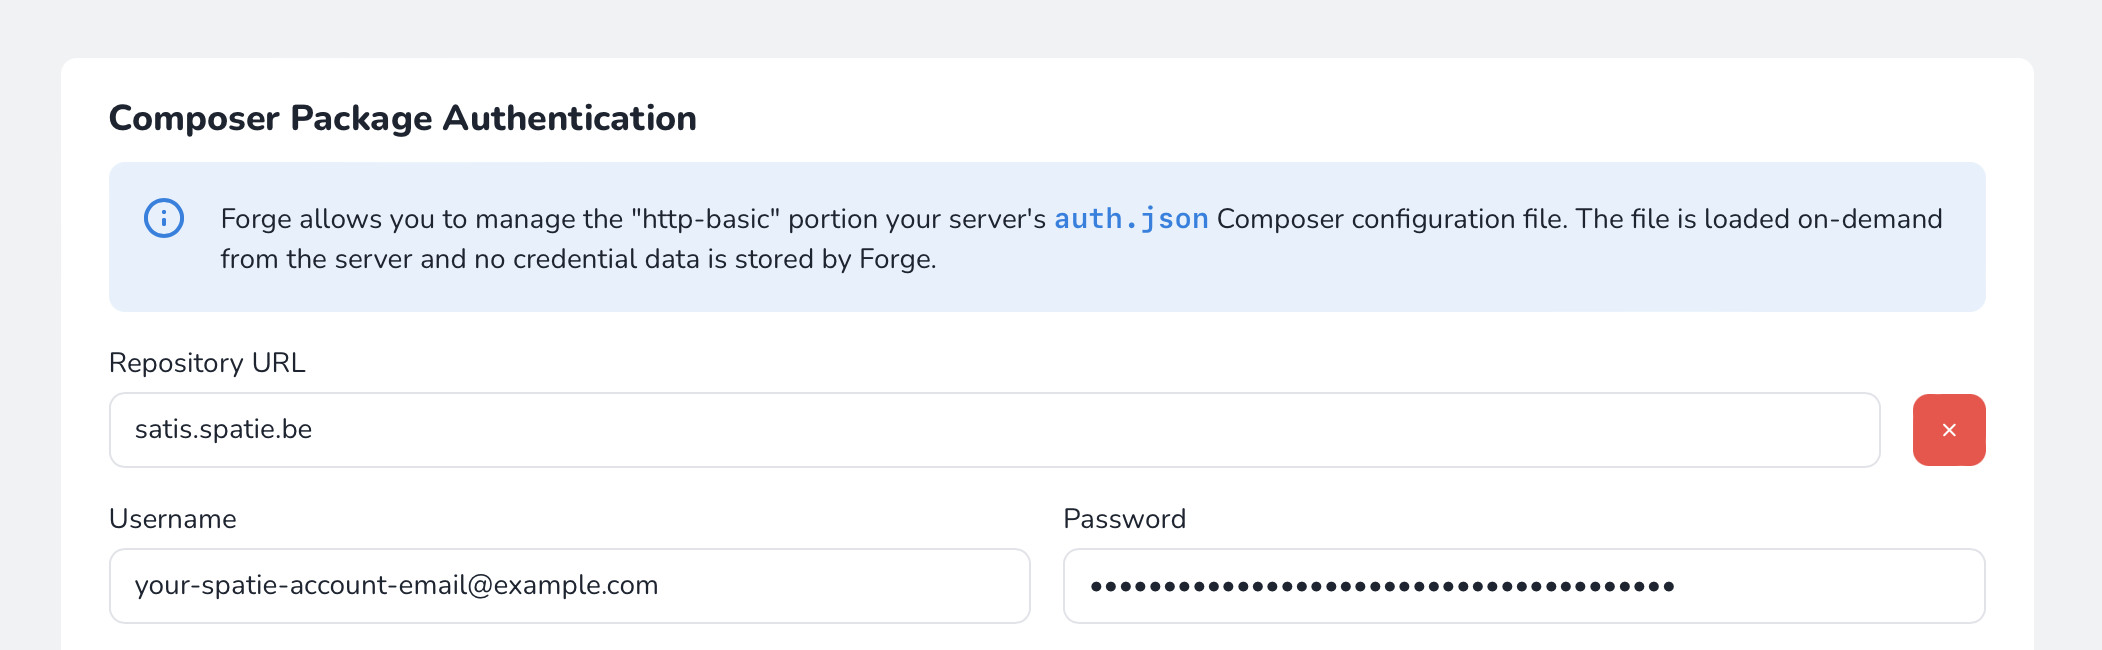 Composer Package Authentication
Forge allows you to manage the "http-basic" portion your server's auth.json Composer configuration file. The file is loaded on-demand
from the server and no credential data is stored by Forge.
Repository URL
satis.spatie.be
×
Username
Password
your-spatie-account-email@example.com
••••••••••••••••••••••••••••••••••••••••